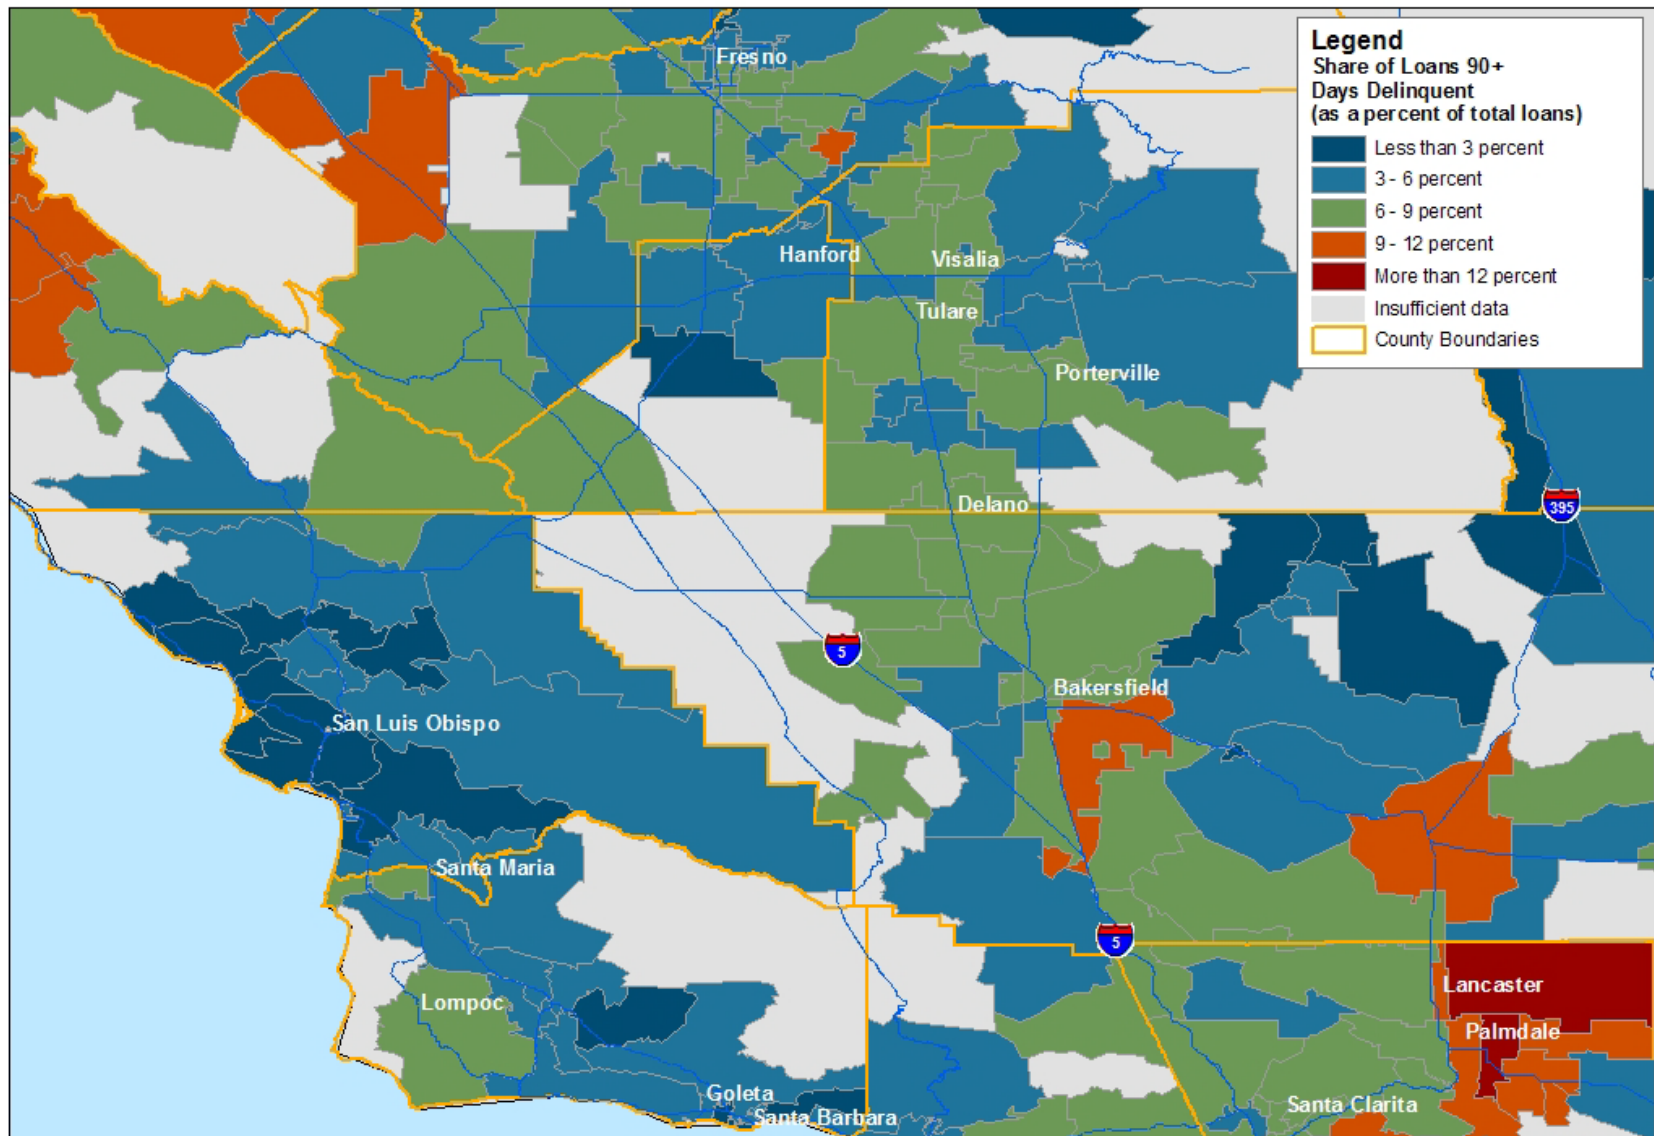 Legend
Share of Loans 90+
Days Delinquent
(as a percent of total loans)
Less than 3 percent
3 - 6 percent
6 - 9 percent
9 - 12 percent
More than 12 percent
Insufficient data
County Boundaries
Fresno
Hanford
Visalia
Tulare
Porterville
Delano
395
5
Bakersfield
San Luis Obispo
Santa Maria
5
Lancaster
Lompoc
Palmdale
Goleta
Santa Clarita
Santa Barbara